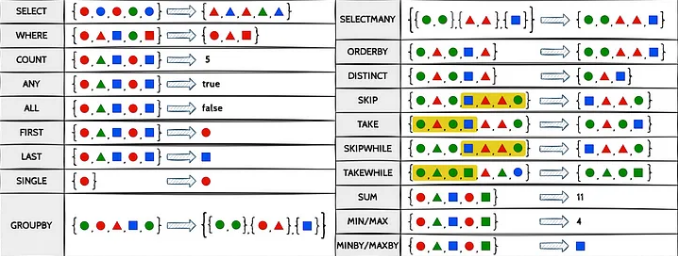 SELECT
WHERE
COUNT 5
ANY true
ALL false
FIRST
LAST
SINGLE
GROUPBY
SELECTMANY
ORDERBY
DISTINCT
SKIP
TAKE
SKIPWHILE
TAKEWHILE
SUM 11
MIN/MAX 4
MINBY/MAXBY